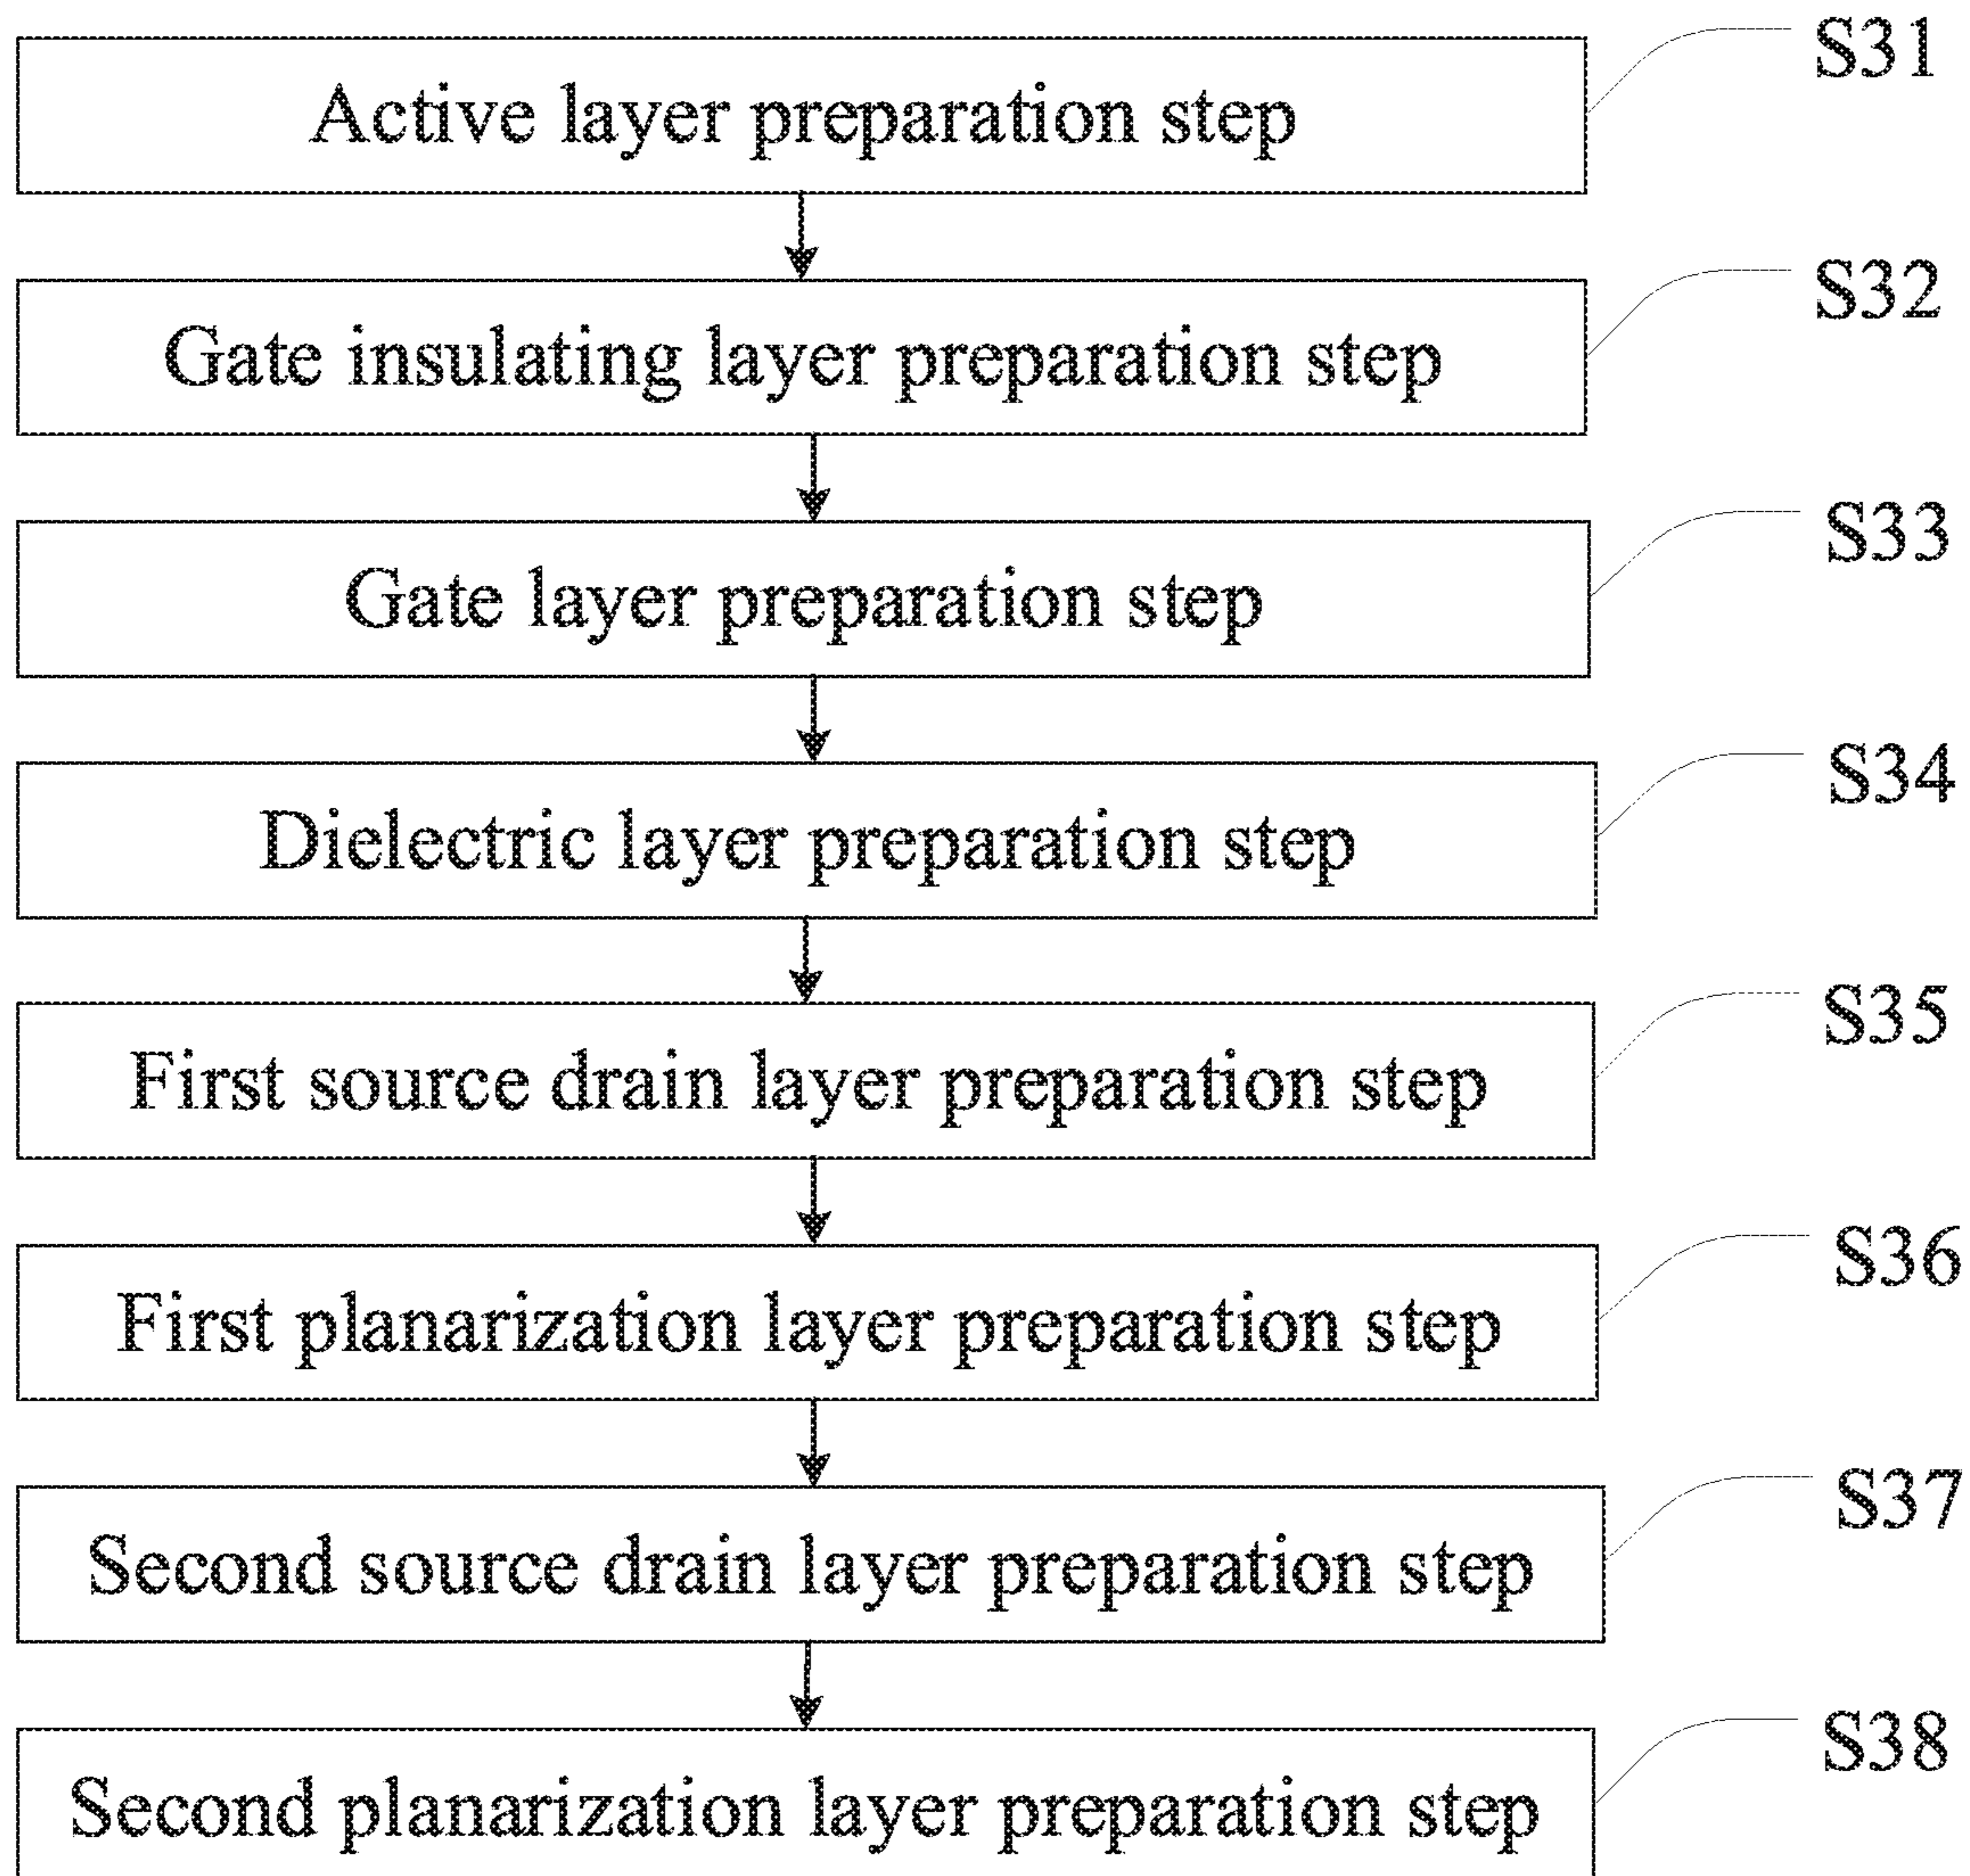 Active layer preparation step
S31
Gate insulating layer preparation step
S32
Gate layer preparation step
S33
Dielectric layer preparation step
S34
First source drain layer preparation step
S35
First planarization layer preparation step
S36
Second source drain layer preparation step
S37
Second planarization layer preparation step
S38